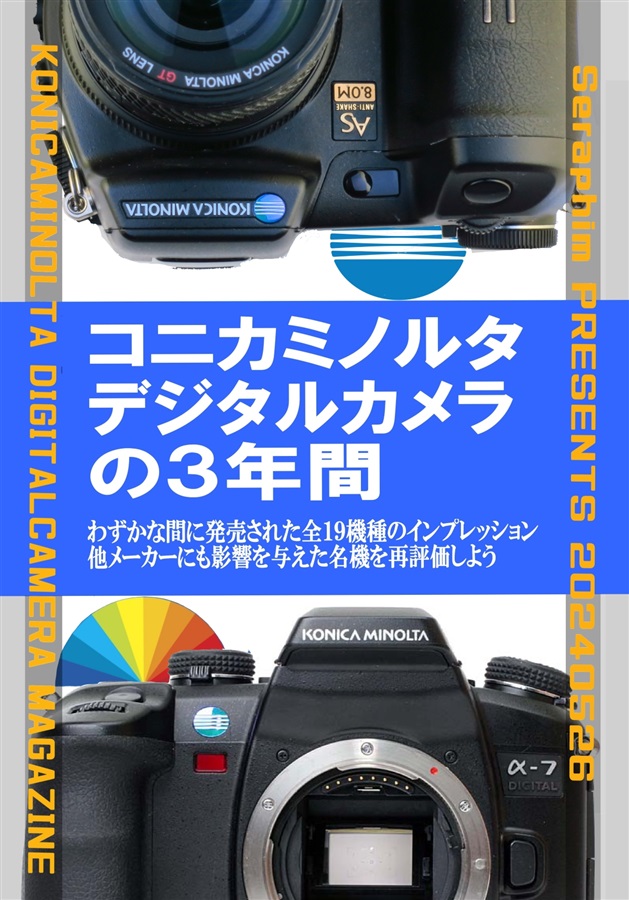 KONICA MINOLTA GT LENS
AS
ANTI-SHAKE
8.0M
KONICA MINOLTA
KONICAMINOLTA DIGITALCAMERA MAGAZINE
Seraphim PRESENTS 20240526
コニカミノルタ
デジタルカメラ
の3年間
わずかな間に発売された全19機種のインプレッション
他メーカーにも影響を与えた名機を再評価しよう
KONICA MINOLTA
α-7
DIGITAL